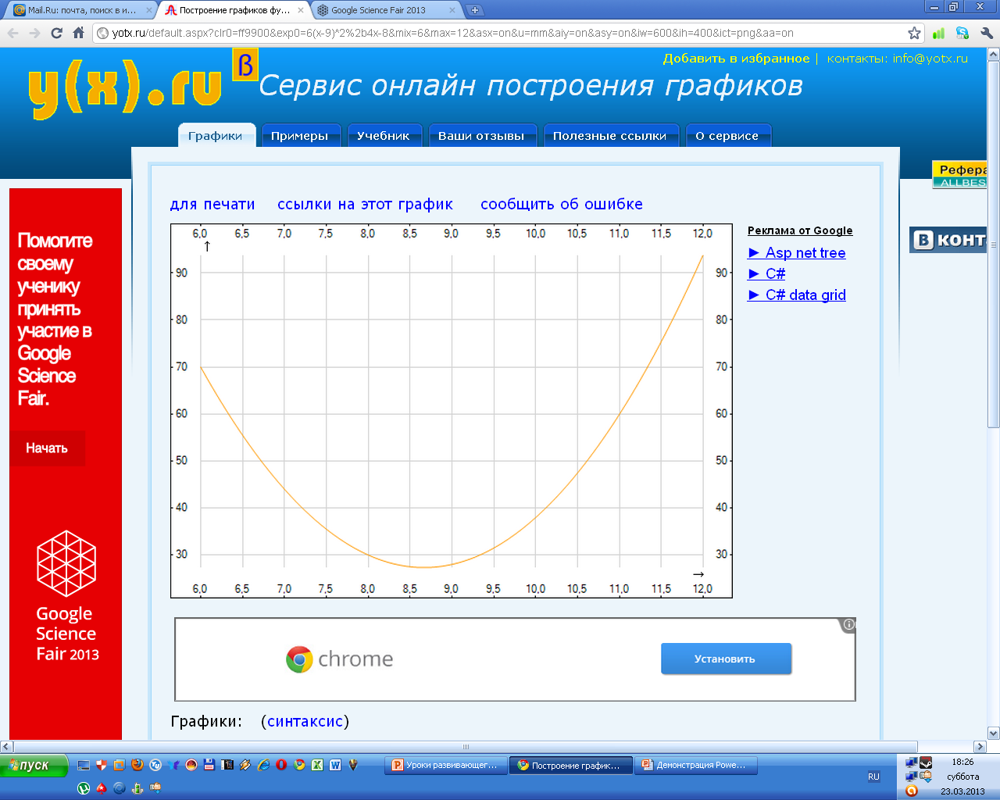 Mail.Ru: почта, поиск в и...
Построение графиков фу...
Google Science Fair 2013
yotx.ru/default.aspx?clr0=ff9900&exp0=6(x-9)^2%2b4x-8&mix=6&max=12&asx=on&u=mm&aiy=on&asy=on&iw=600&ih=400&ict=png&aa=on
Добавить в избранное | контакты: info@yotx.ru
y(x).ru
β
Сервис онлайн построения графиков
Графики Примеры Учебник Ваши отзывы Полезные ссылки О сервисе
Рефера
ALLBES
Помогите
своему
ученику
принять
участие в
Google
Science
Fair.
Начать
Google
Science
Fair 2013
для печати ссылки на этот график сообщить об ошибке
6,0 6,5 7,0 7,5 8,0 8,5 9,0 9,5 10,0 10,5 11,0 11,5 12,0
90 90
80 80
70 70
60 60
50 50
40 40
30 30
6,0 6,5 7,0 7,5 8,0 8,5 9,0 9,5 10,0 10,5 11,0 11,5 12,0
Реклама от Google
► Asp net tree
► C#
► C# data grid
В КОНТ
chrome
Установить
Графики: (синтаксис)
пуск
Уроки развивающег...
Построение график...
Демонстрация Powe...
RU
18:26
суббота
23.03.2013